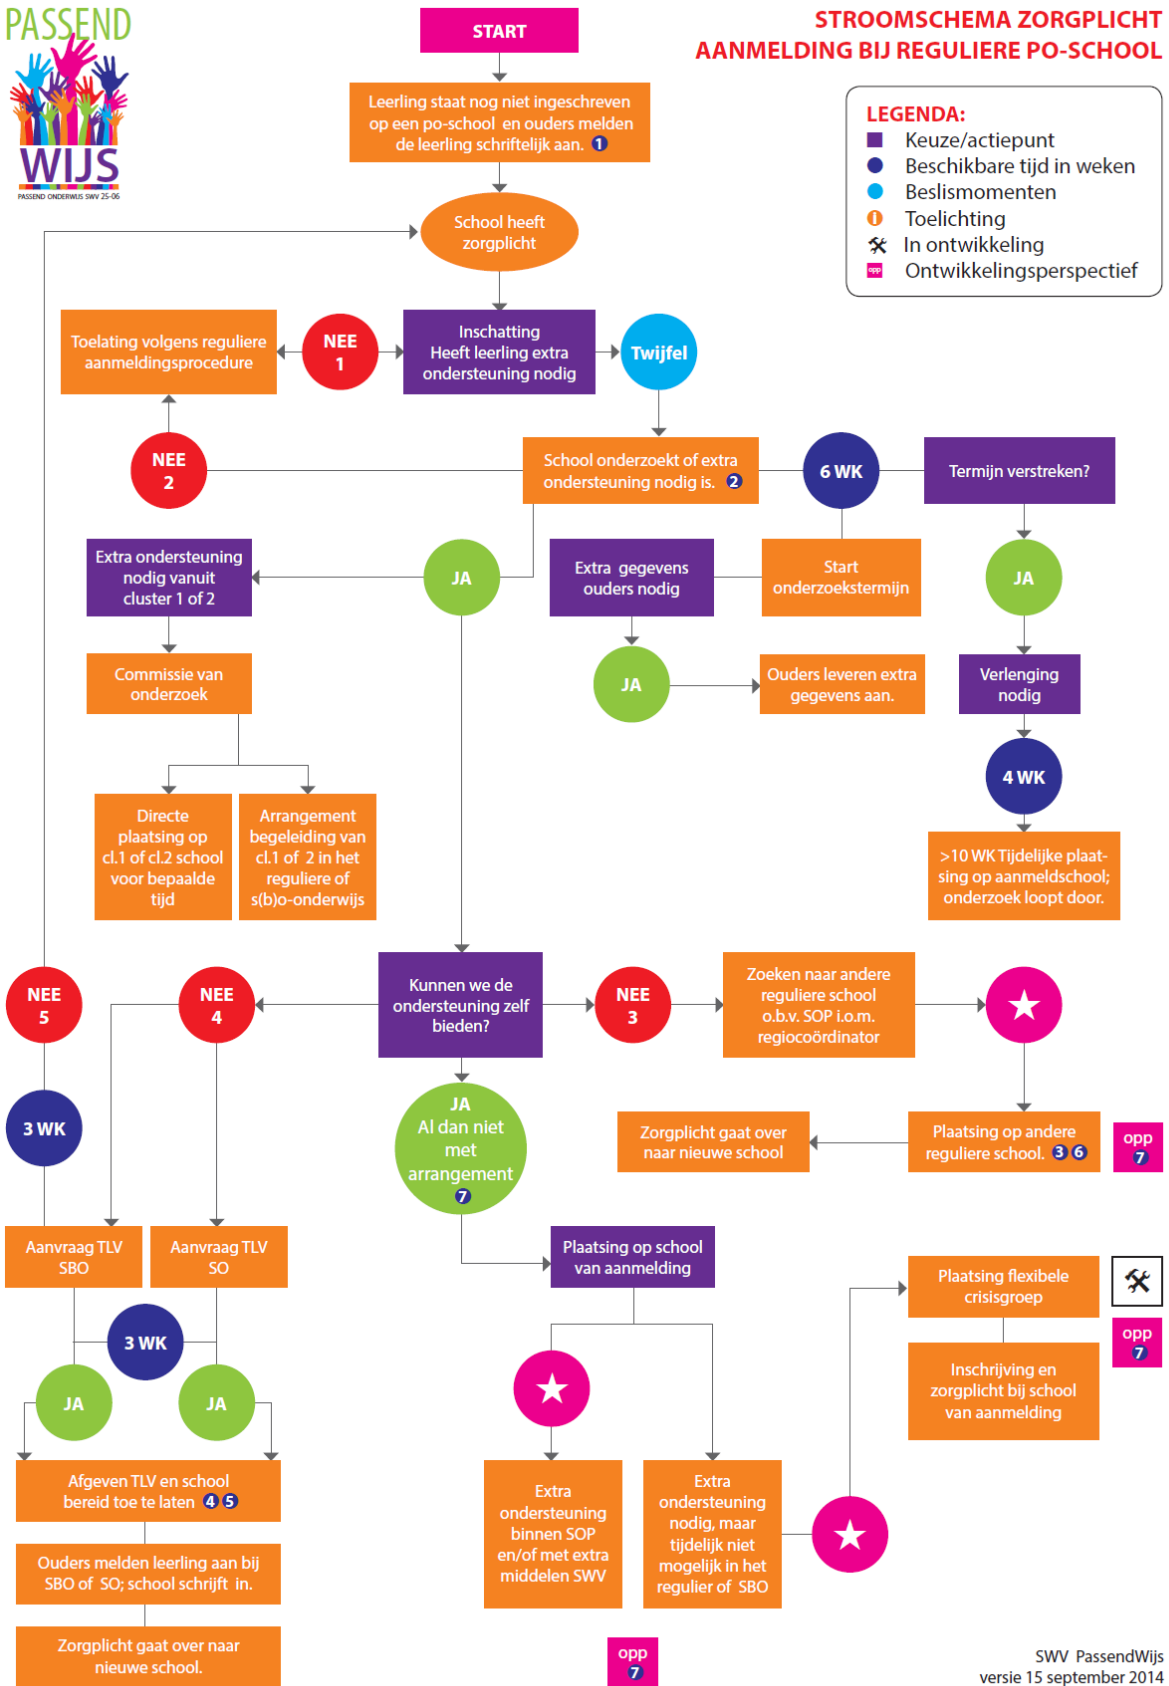 PASSEND
WIJS
PASSEND ONDERWIJS SWV 25-06
START
STROOMSCHEMA ZORGPLICHT
AANMELDING BIJ REGULIERE PO-SCHOOL
LEGENDA:
Keuze/actiepunt
Beschikbare tijd in weken
Beslismomenten
Toelichting
In ontwikkeling
opp Ontwikkelingsperspectief
Leerling staat nog niet ingeschreven
op een po-school en ouders melden
de leerling schriftelijk aan. 1
School heeft
zorgplicht
Toelating volgens reguliere
aanmeldingsprocedure
NEE
1
Inschatting
Heeft leerling extra
ondersteuning nodig
Twijfel
NEE
2
School onderzoekt of extra
ondersteuning nodig is. 2
6 WK
Termijn verstreken?
Extra ondersteuning
nodig vanuit
cluster 1 of 2
JA
Extra gegevens
ouders nodig
Start
onderzoekstermijn
JA
Commissie van
onderzoek
JA
Ouders leveren extra
gegevens aan.
Verlenging
nodig
4 WK
Directe
plaatsing op
cl.1 of cl.2 school
voor bepaalde
tijd
Arrangement
begeleiding van
cl.1 of 2 in het
reguliere of
s(b)o-onderwijs
>10 WK Tijdelijke plaat-
sing op aanmeldschool;
onderzoek loopt door.
NEE
5
NEE
4
Kunnen we de
ondersteuning zelf
bieden?
NEE
3
Zoeken naar andere
reguliere school
o.b.v. SOP i.o.m.
regiocoördinator
3 WK
JA
Al dan niet
met
arrangement
7
Zorgplicht gaat over
naar nieuwe school
Plaatsing op andere
reguliere school. 3 6
opp
7
Aanvraag TLV
SBO
Aanvraag TLV
SO
Plaatsing op school
van aanmelding
Plaatsing flexibele
crisisgroep
opp
7
3 WK
JA
JA
Inschrijving en
zorgplicht bij school
van aanmelding
Afgeven TLV en school
bereid toe te laten 4 5
Extra
ondersteuning
binnen SOP
en/of met extra
middelen SWV
Extra
ondersteuning
nodig, maar
tijdelijk niet
mogelijk in het
regulier of SBO
Ouders melden leerling aan bij
SBO of SO; school schrijft in.
Zorgplicht gaat over naar
nieuwe school.
opp
7
SWV PassendWijs
versie 15 september 2014